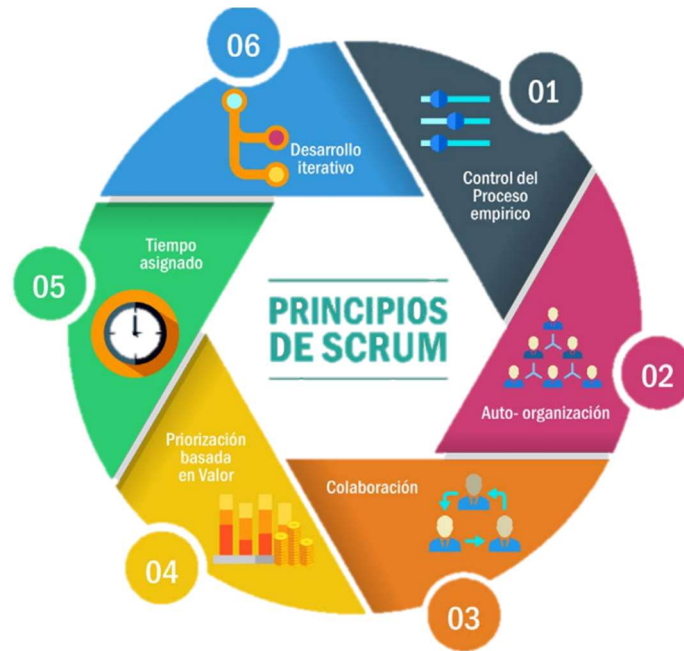 PRINCIPIOS
DE SCRUM
01
Control del
Proceso
empirico
02
Auto- organización
03
Colaboración
04
Priorización
basada
en Valor
05
Tiempo
asignado
06
Desarrollo
iterativo